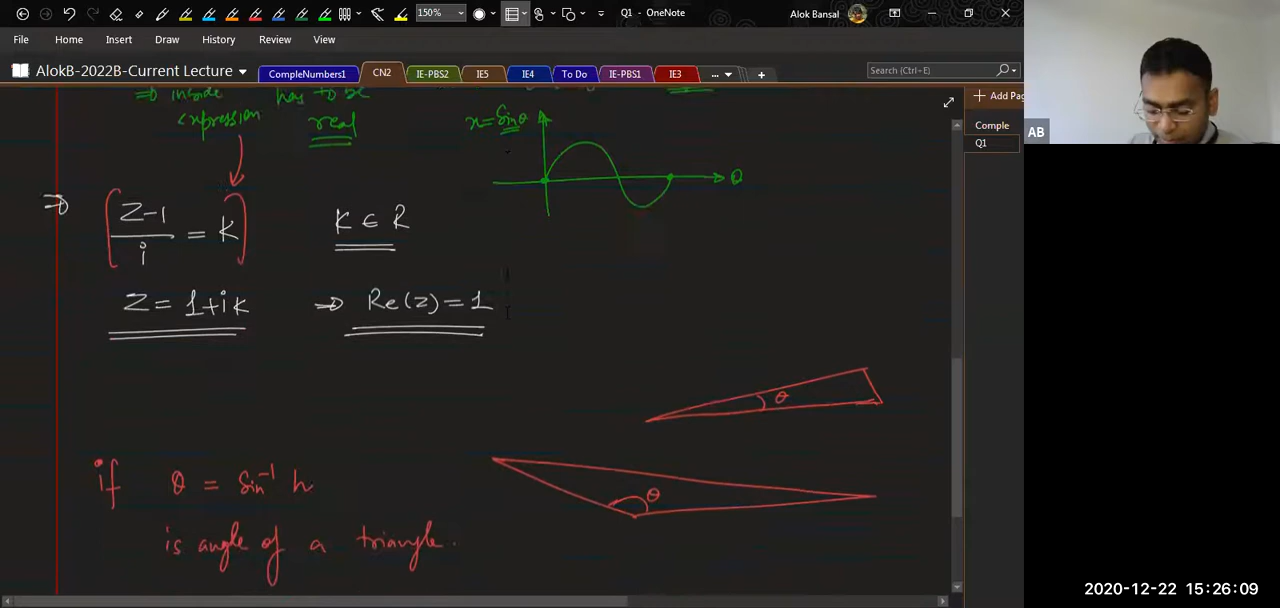 150%
Q1 - OneNote
Alok Bansal
File Home Insert Draw History Review View
AlokB-2022B-Current Lecture
CompleNumbers1 CN2 IE-PBS2 IE5 IE4 To Do IE-PBS1 IE3 ... +
Search (Ctrl+E)
+ Add Pag
Comple
Q1
AB
⇒ inside has to be
expression real
x = sinθ
θ
⇒ (Z-1/i = K) K ∈ R
Z = 1+ik ⇒ Re(z) = 1
θ
θ
if θ = sin⁻¹ h
is angle of a triangle.
2020-12-22 15:26:09